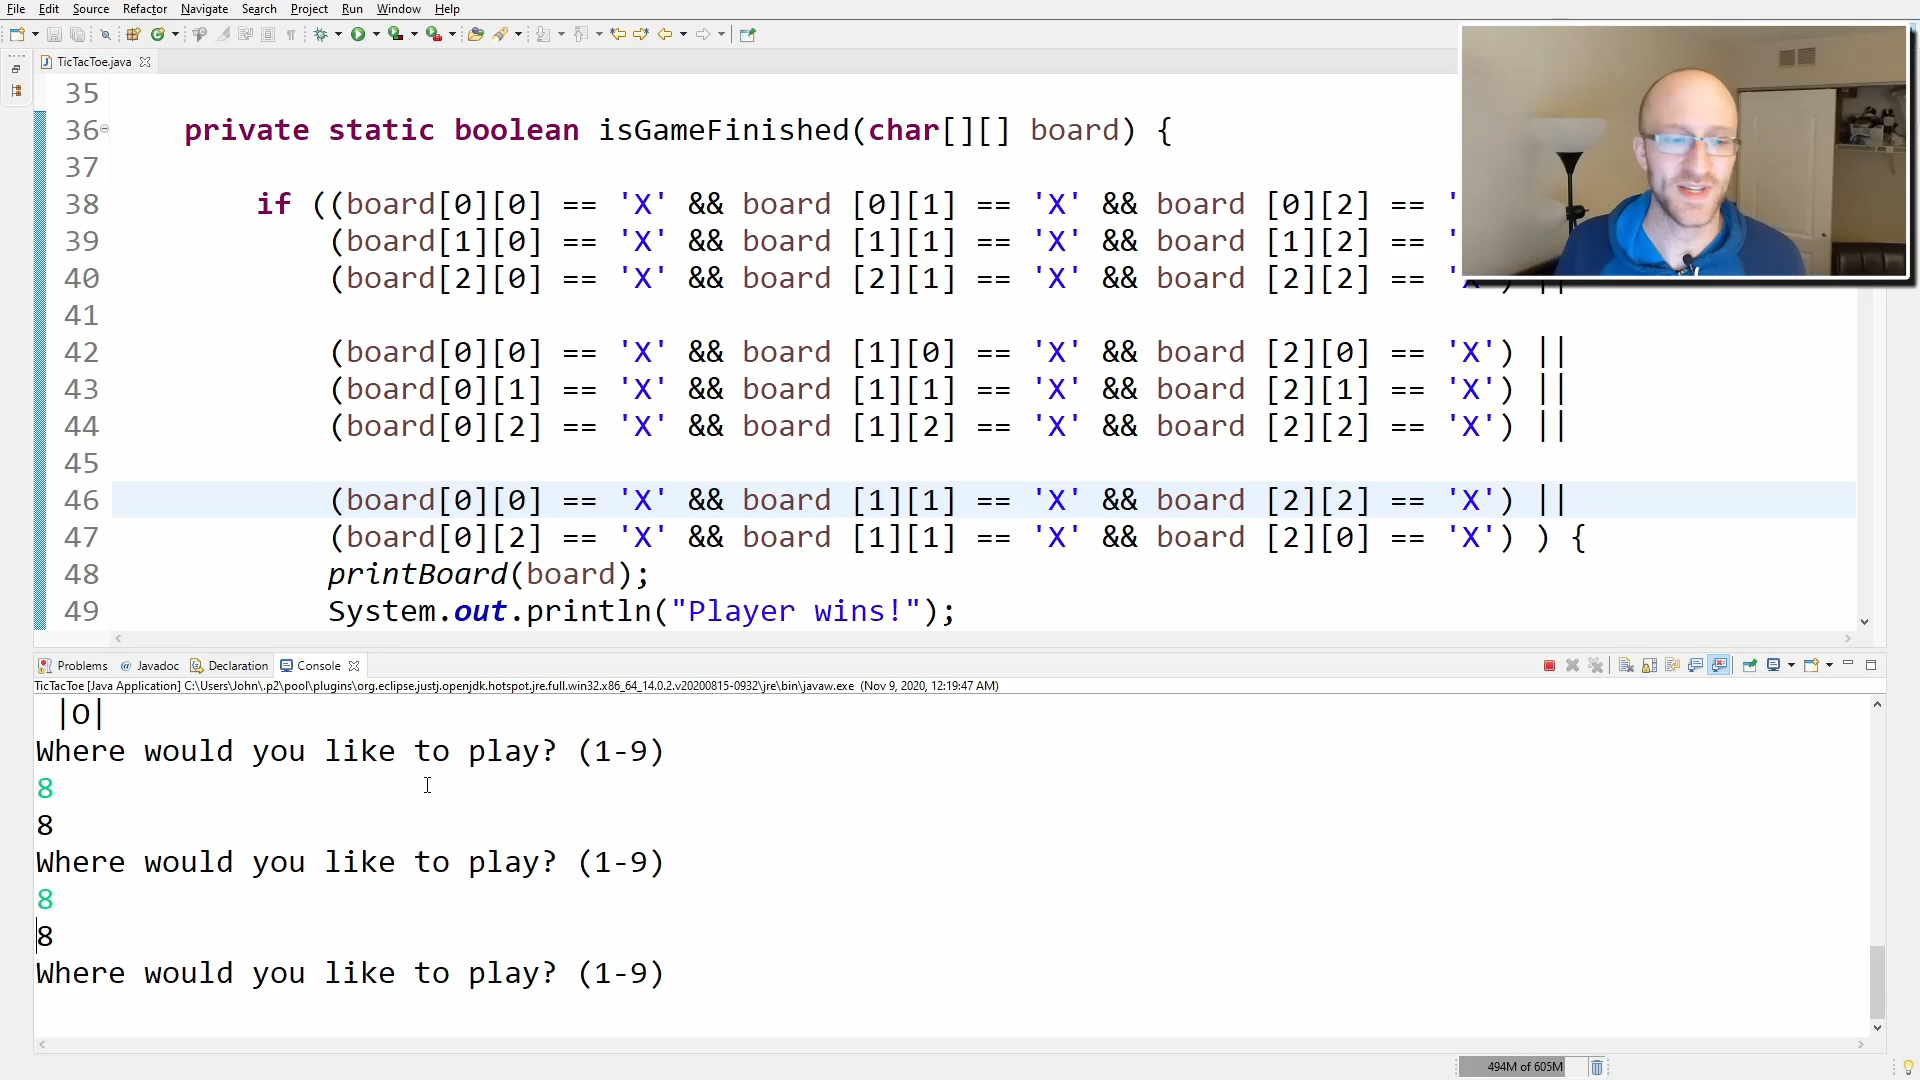 File Edit Source Refactor Navigate Search Project Run Window Help
TicTacToe.java
35
36 private static boolean isGameFinished(char[][] board) {
37
38 if ((board[0][0] == 'X' && board [0][1] == 'X' && board [0][2] == '
39 (board[1][0] == 'X' && board [1][1] == 'X' && board [1][2] == '
40 (board[2][0] == 'X' && board [2][1] == 'X' && board [2][2] == 'X') ||
41
42 (board[0][0] == 'X' && board [1][0] == 'X' && board [2][0] == 'X') ||
43 (board[0][1] == 'X' && board [1][1] == 'X' && board [2][1] == 'X') ||
44 (board[0][2] == 'X' && board [1][2] == 'X' && board [2][2] == 'X') ||
45
46 (board[0][0] == 'X' && board [1][1] == 'X' && board [2][2] == 'X') ||
47 (board[0][2] == 'X' && board [1][1] == 'X' && board [2][0] == 'X') ) {
48 printBoard(board);
49 System.out.println("Player wins!");
Problems Javadoc Declaration Console
TicTacToe [Java Application] C:\Users\John\.p2\pool\plugins\org.eclipse.justj.openjdk.hotspot.jre.full.win32.x86_64_14.0.2.v20200815-0932\jre\bin\javaw.exe (Nov 9, 2020, 12:19:47 AM)
|O|
Where would you like to play? (1-9)
8
8
Where would you like to play? (1-9)
8
8
Where would you like to play? (1-9)
494M of 605M